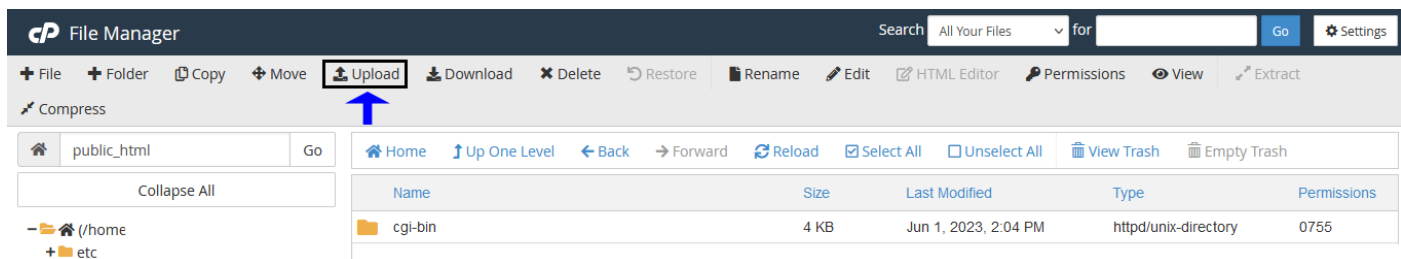 cP File Manager Search All Your Files for Go Settings
File Folder Copy Move Upload Download Delete Restore Rename Edit HTML Editor Permissions View Extract
Compress
public_html Go Home Up One Level Back Forward Reload Select All Unselect All View Trash Empty Trash
Collapse All Name Size Last Modified Type Permissions
(/home cgi-bin 4 KB Jun 1, 2023, 2:04 PM httpd/unix-directory 0755
etc